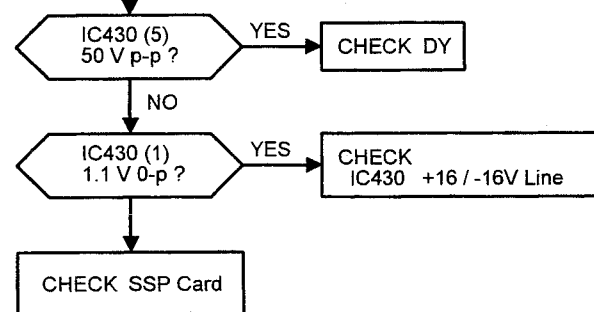 IC430 (5)
50 V p-p ?
YES
CHECK DY
NO
IC430 (1)
1.1 V 0-p ?
YES
CHECK
IC430 +16 / -16V Line
CHECK SSP Card